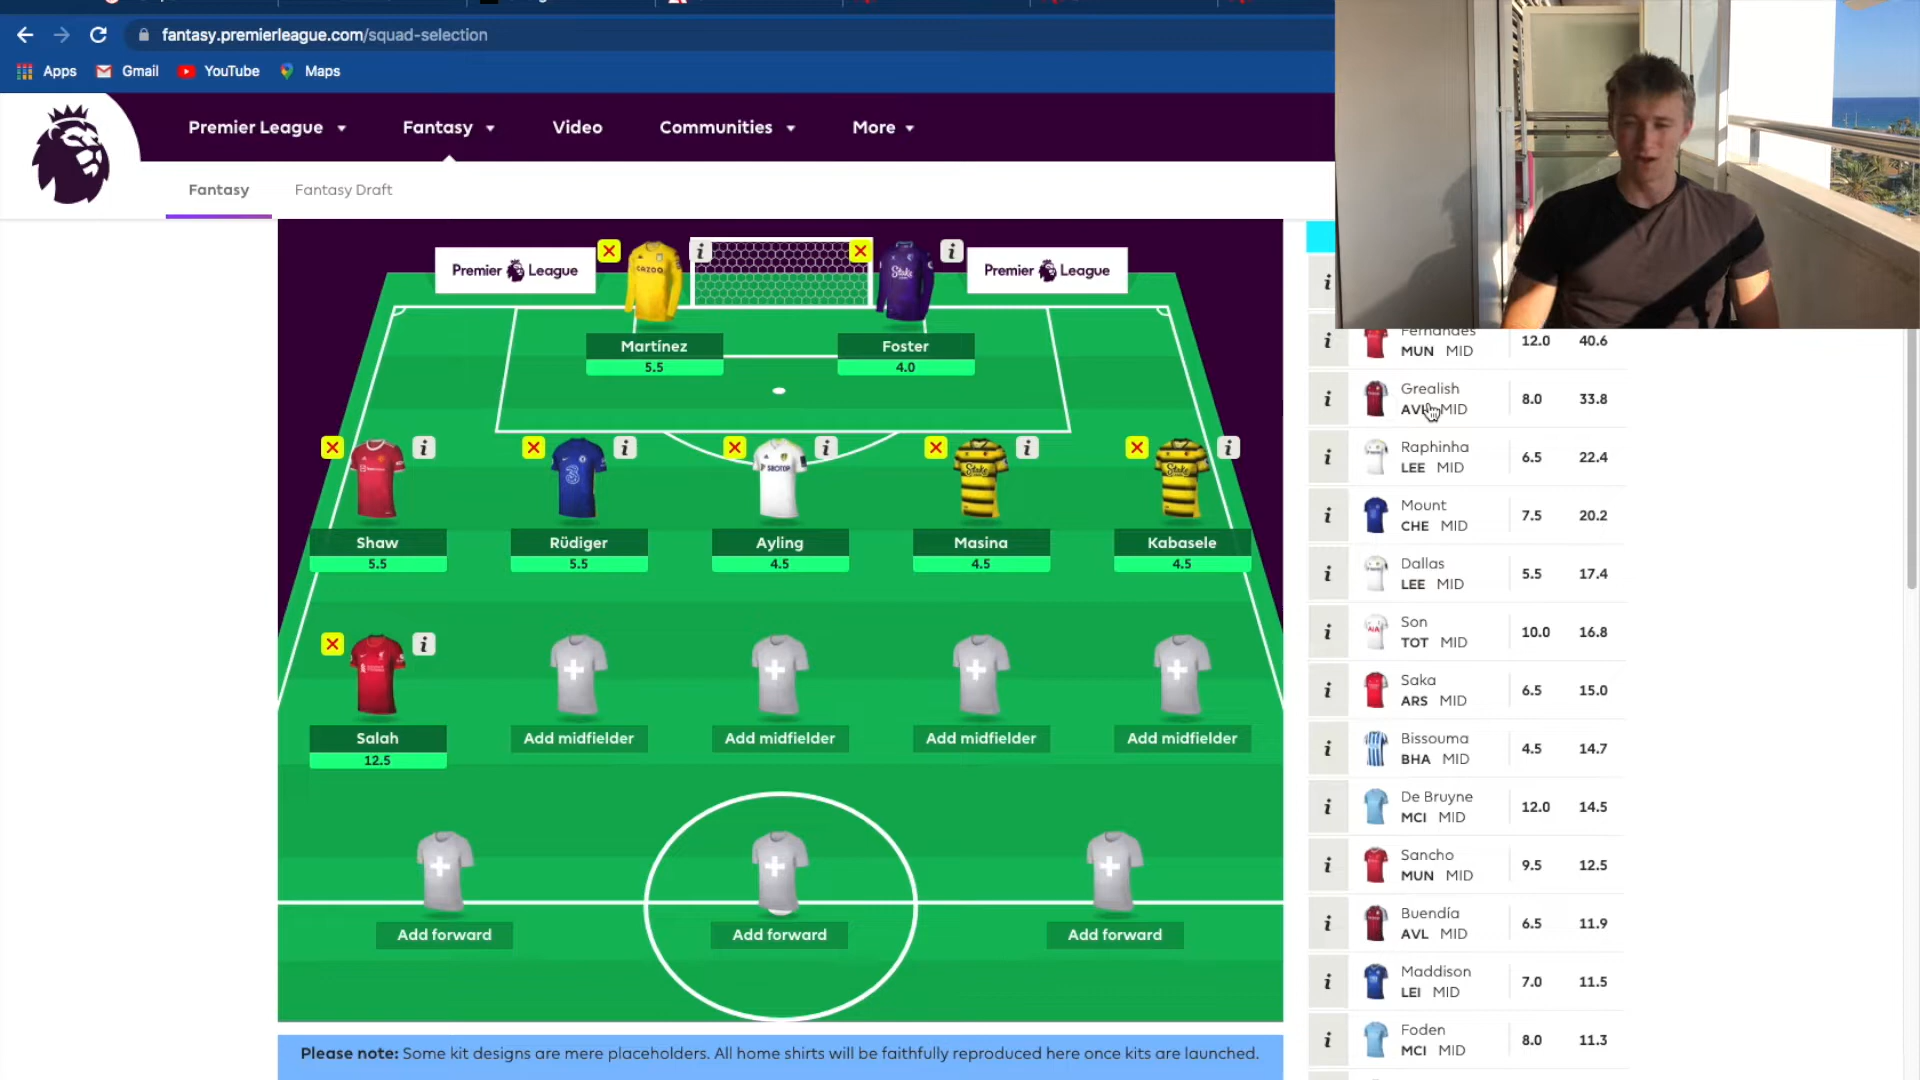 fantasy.premierleague.com/squad-selection
Apps Gmail YouTube Maps
Premier League Fantasy Video Communities More
Fantasy Fantasy Draft
Premier League
cazoo
Stake
Premier League
Martínez
5.5
Foster
4.0
SBOTOP
Stake
Stake
Shaw
5.5
Rüdiger
5.5
Ayling
4.5
Masina
4.5
Kabasele
4.5
Salah
12.5
Add midfielder
Add midfielder
Add midfielder
Add midfielder
Add forward
Add forward
Add forward
Please note: Some kit designs are mere placeholders. All home shirts will be faithfully reproduced here once kits are launched.
Fernandes
MUN MID 12.0 40.6
Grealish
AVL MID 8.0 33.8
Raphinha
LEE MID 6.5 22.4
Mount
CHE MID 7.5 20.2
Dallas
LEE MID 5.5 17.4
Son
TOT MID 10.0 16.8
Saka
ARS MID 6.5 15.0
Bissouma
BHA MID 4.5 14.7
De Bruyne
MCI MID 12.0 14.5
Sancho
MUN MID 9.5 12.5
Buendía
AVL MID 6.5 11.9
Maddison
LEI MID 7.0 11.5
Foden
MCI MID 8.0 11.3